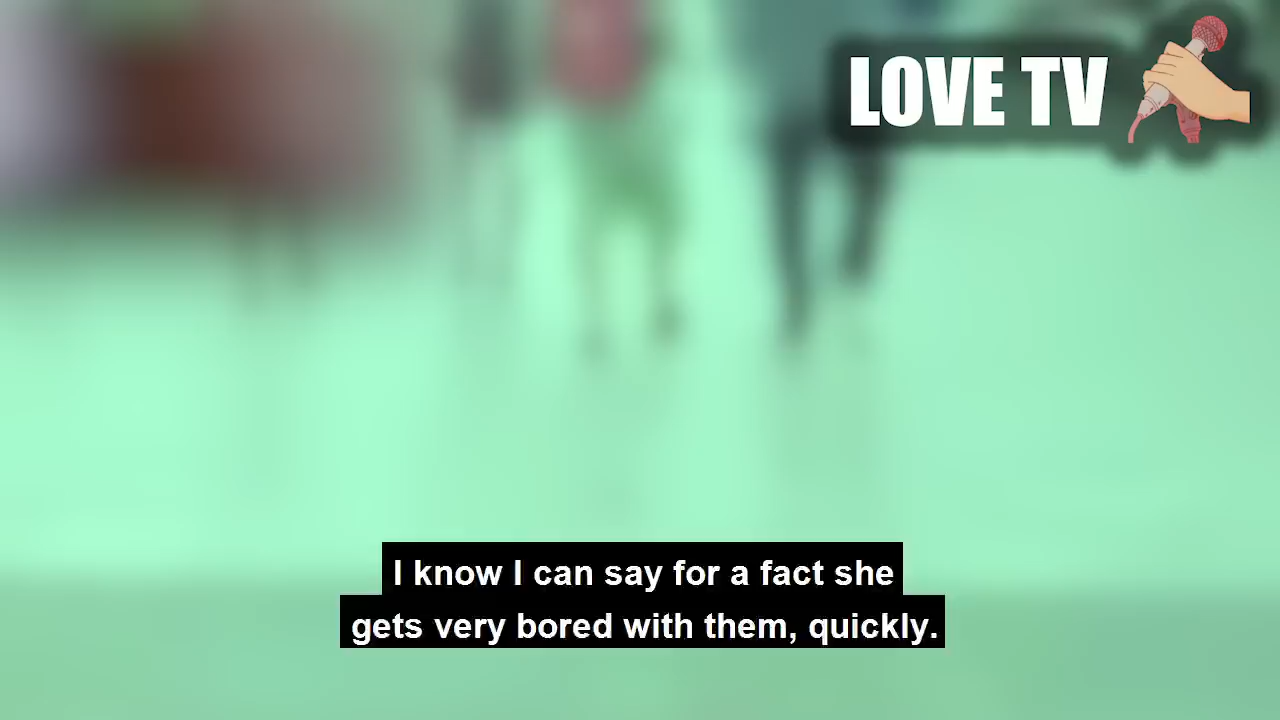 LOVE TV
I know I can say for a fact she
gets very bored with them, quickly.